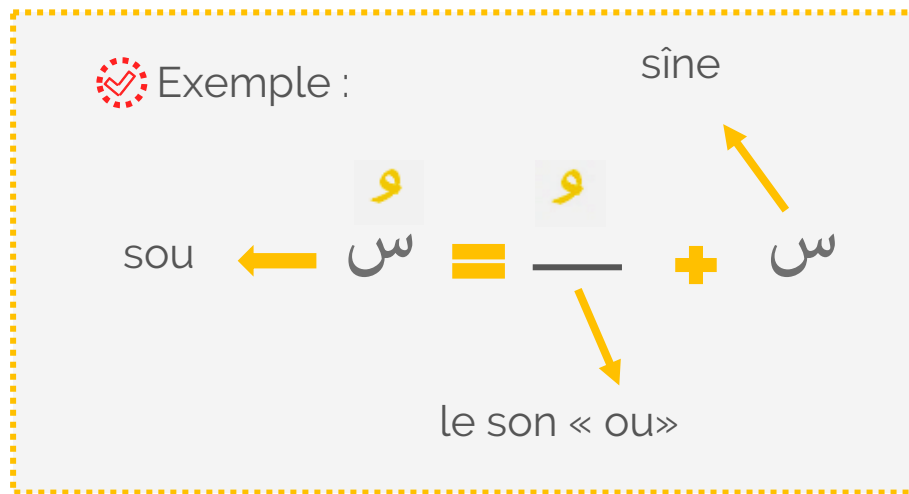 Exemple :
sîne
س + ُ = سُ
sou
le son « ou»